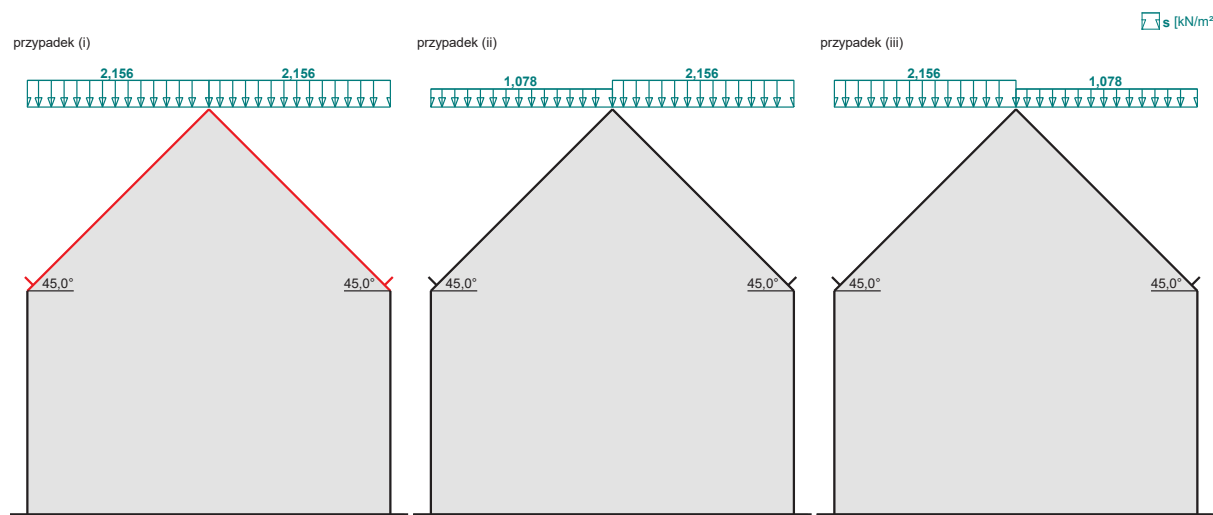 s [kN/m²
przypadek (i)
2,156 2,156
45,0° 45,0°
przypadek (ii)
1,078 2,156
45,0° 45,0°
przypadek (iii)
2,156 1,078
45,0° 45,0°